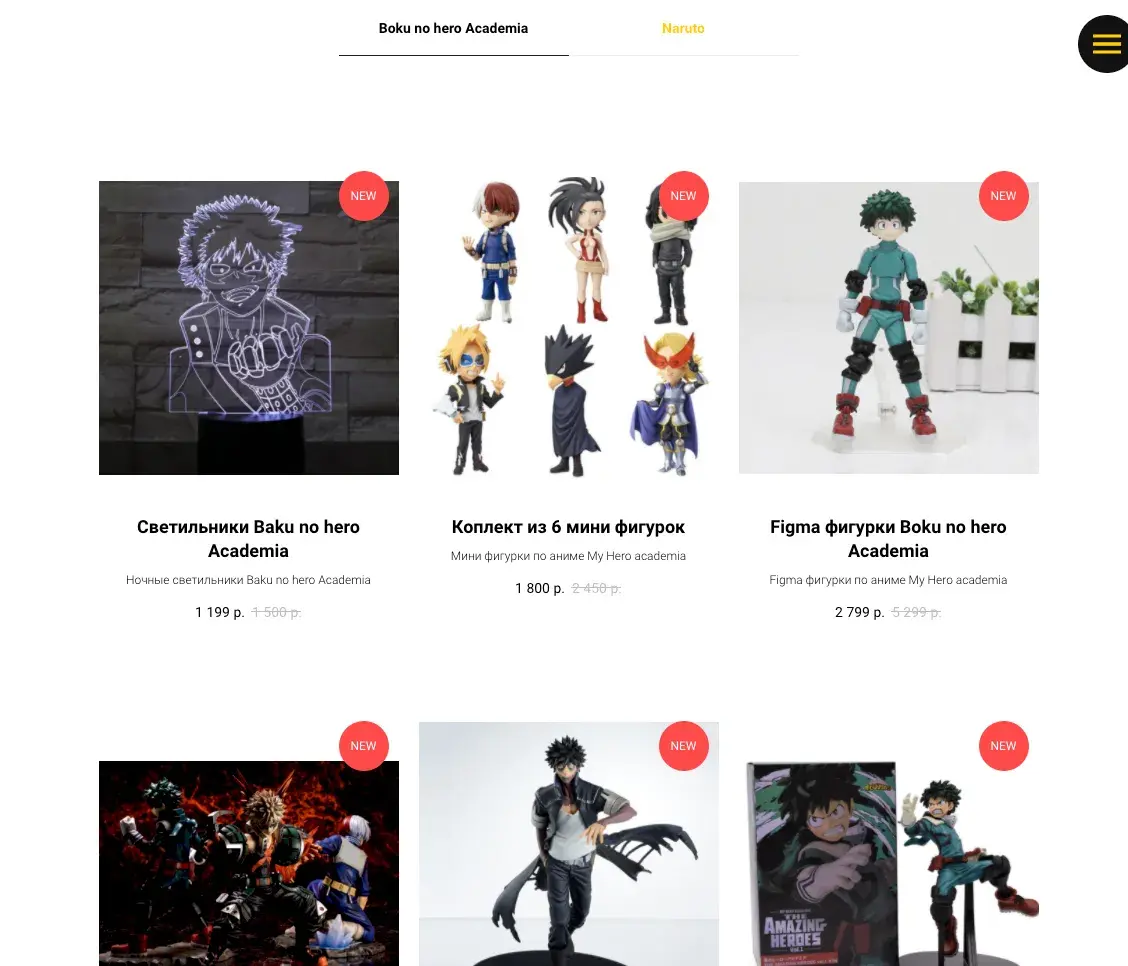 Boku no hero Academia
Naruto
NEW
NEW
NEW
Светильники Baku no hero
Academia
Ночные светильники Baku no hero Academia
1 199 р. 1 500 р.
Коплект из 6 мини фигурок
Мини фигурки по аниме My Hero academia
1 800 р. 2 450 р.
Figma фигурки Boku no hero
Academia
Figma фигурки по аниме My Hero academia
2 799 р. 5 299 р.
NEW
NEW
NEW
THE
AMAZING
HEROES